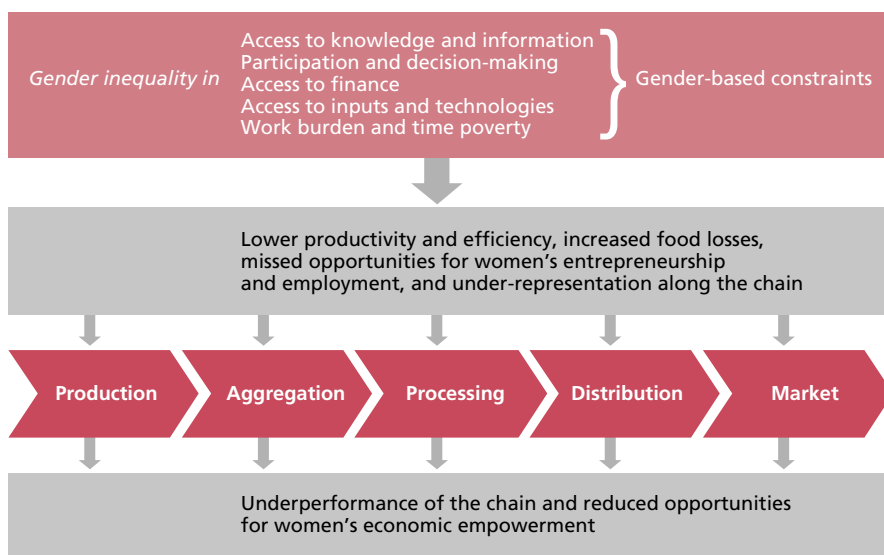 Gender inequality in
Access to knowledge and information
Participation and decision-making
Access to finance
Access to inputs and technologies
Work burden and time poverty
Gender-based constraints
Lower productivity and efficiency, increased food losses,
missed opportunities for women’s entrepreneurship
and employment, and under-representation along the chain
Production
Aggregation
Processing
Distribution
Market
Underperformance of the chain and reduced opportunities
for women’s economic empowerment